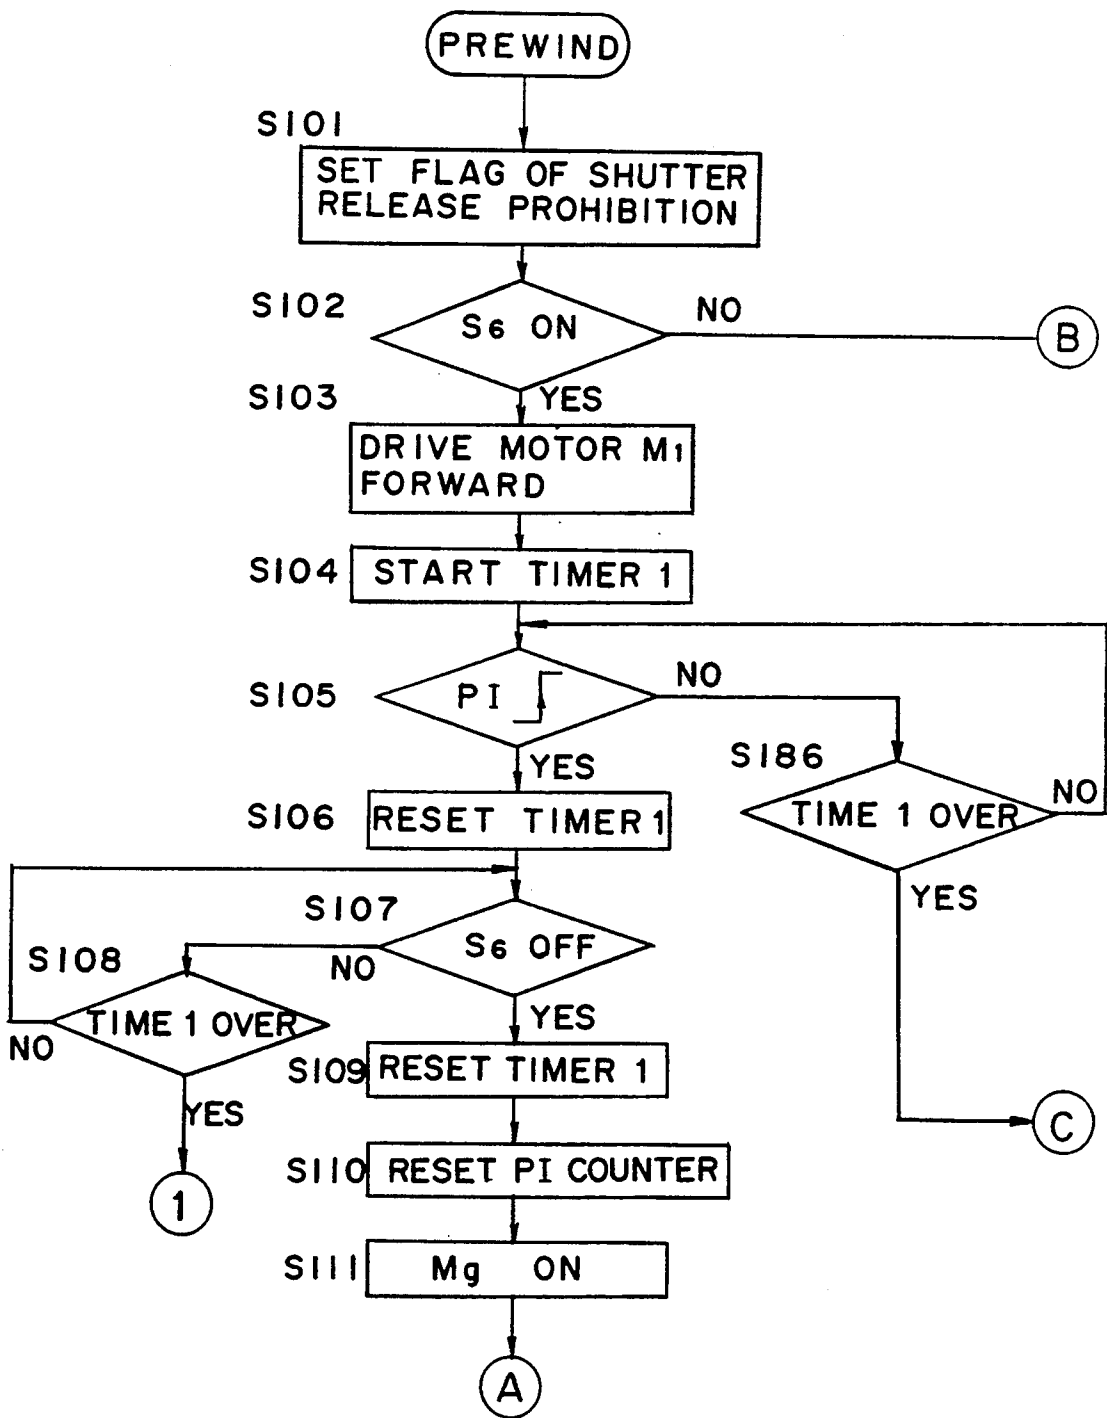 PREWIND
S101
SET FLAG OF SHUTTER
RELEASE PROHIBITION
S102
S6 ON
NO
B
YES
S103
DRIVE MOTOR M1
FORWARD
S104
START TIMER 1
S105
PI
NO
YES
S186
TIME 1 OVER
NO
YES
S106
RESET TIMER 1
S107
S6 OFF
NO
YES
S108
TIME 1 OVER
NO
YES
1
S109
RESET TIMER 1
C
S110
RESET PI COUNTER
S111
Mg ON
A